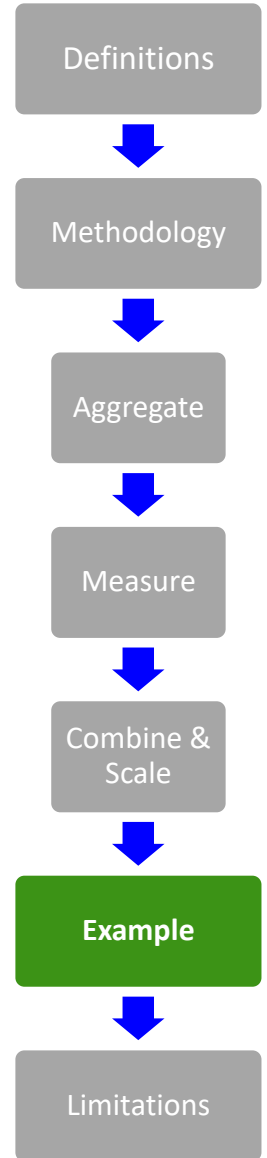 Definitions
Methodology
Aggregate
Measure
Combine &
Scale
Example
Limitations